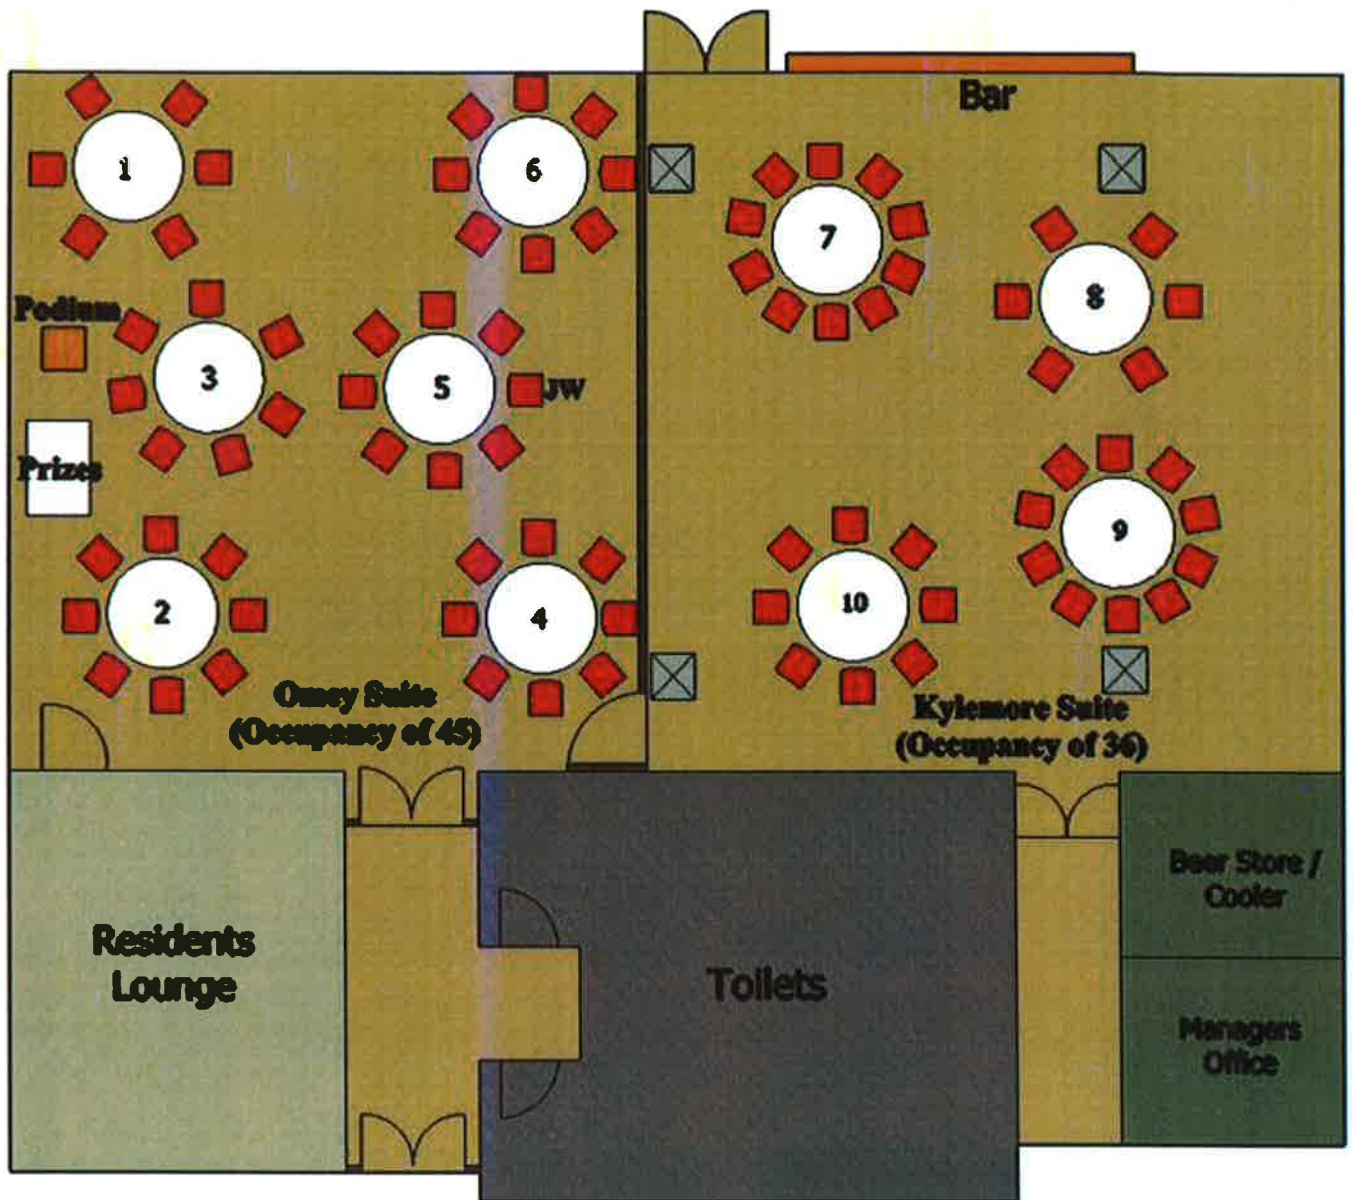 Bar
1
6
7
8
Podium
3
5
JW
Prizes
9
2
4
10
Omey Suite
(Occupancy of 45)
Kylemore Suite
(Occupancy of 36)
Beer Store /
Cooler
Residents
Lounge
Toilets
Managers
Office